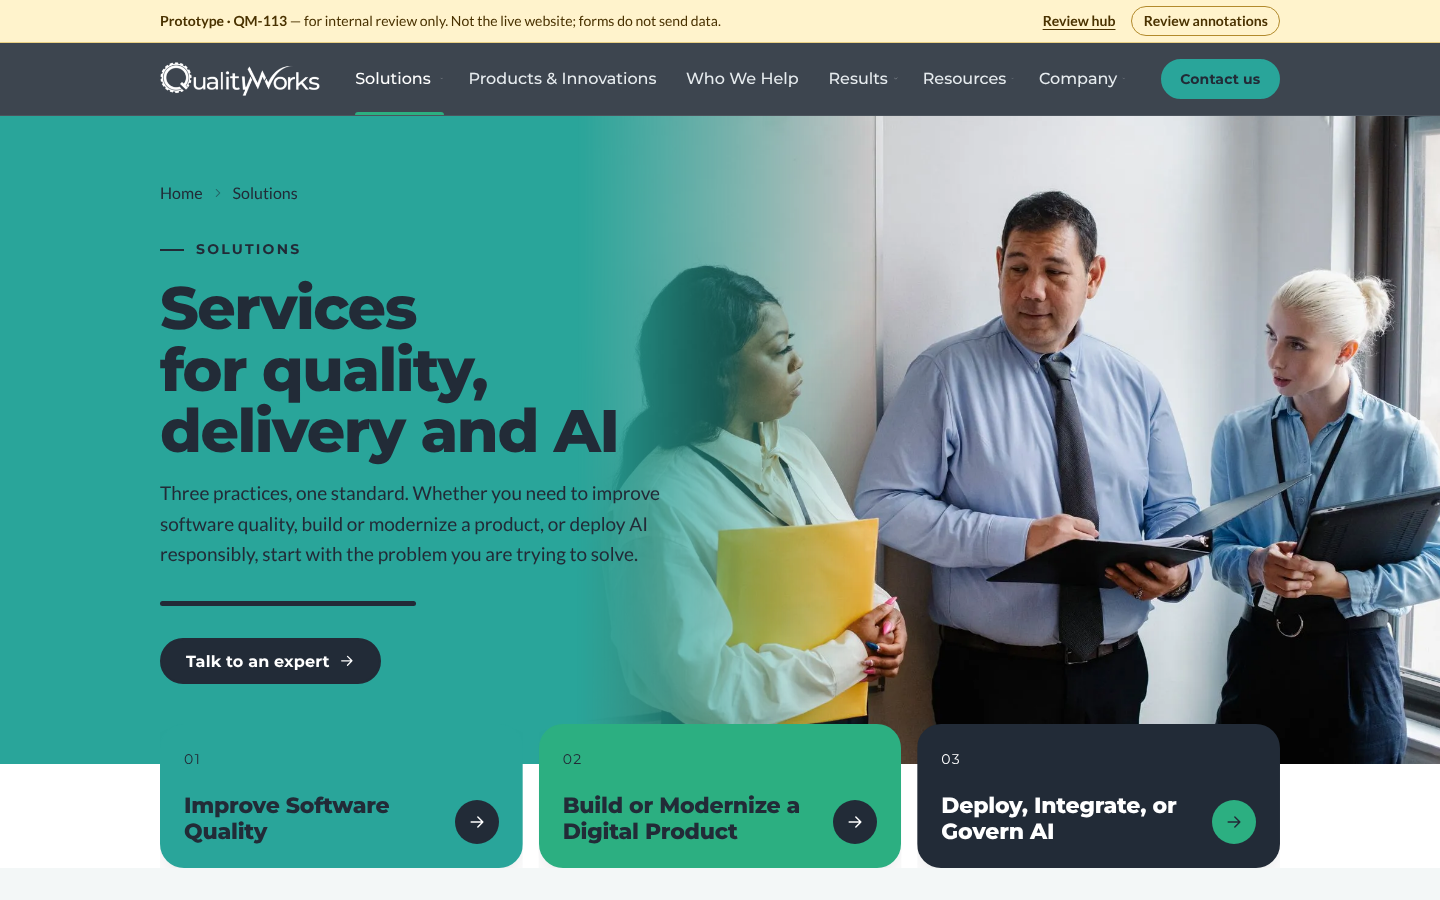 Prototype · QM-113 — for internal review only. Not the live website; forms do not send data.
Review hub
Review annotations
QualityWorks
Solutions
Products & Innovations
Who We Help
Results
Resources
Company
Contact us
Home
Solutions
SOLUTIONS
Services
for quality,
delivery and AI
Three practices, one standard. Whether you need to improve
software quality, build or modernize a product, or deploy AI
responsibly, start with the problem you are trying to solve.
Talk to an expert
01
Improve Software
Quality
02
Build or Modernize a
Digital Product
03
Deploy, Integrate, or
Govern AI